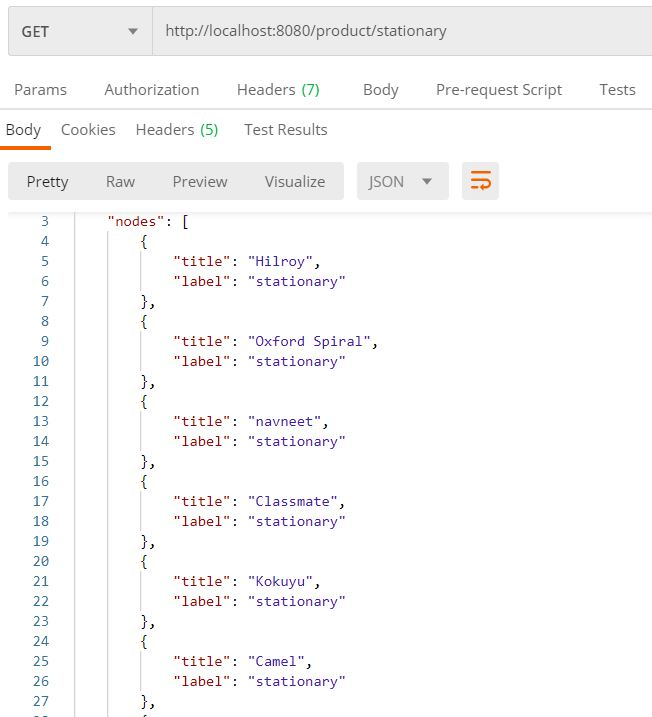 GET http://localhost:8080/product/stationary
Params Authorization Headers (7) Body Pre-request Script Tests
Body Cookies Headers (5) Test Results
Pretty Raw Preview Visualize JSON
3 "nodes": [
4 {
5 "title": "Hilroy",
6 "label": "stationary"
7 },
8 {
9 "title": "Oxford Spiral",
10 "label": "stationary"
11 },
12 {
13 "title": "navneet",
14 "label": "stationary"
15 },
16 {
17 "title": "Classmate",
18 "label": "stationary"
19 },
20 {
21 "title": "Kokuyu",
22 "label": "stationary"
23 },
24 {
25 "title": "Camel",
26 "label": "stationary"
27 },